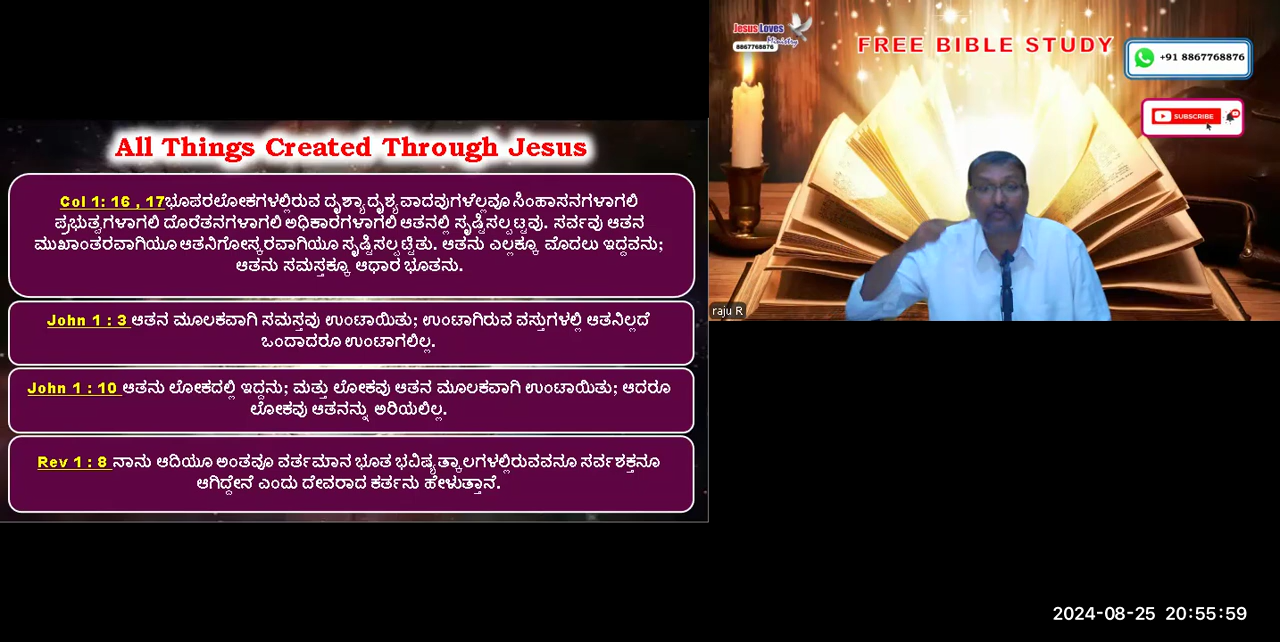 All Things Created Through Jesus
Col 1: 16 , 17ಭೂಪರಲೋಕಗಳಲ್ಲಿರುವ ದೃಶ್ಯಾದೃಶ್ಯವಾದವುಗಳೆಲ್ಲವೂ ಸಿಂಹಾಸನಗಳಾಗಲಿ
ಪ್ರಭುತ್ವಗಳಾಗಲಿ ದೊರೆತನಗಳಾಗಲಿ ಅಧಿಕಾರಗಳಾಗಲಿ ಆತನಲ್ಲಿ ಸೃಷ್ಟಿಸಲ್ಪಟ್ಟವು. ಸರ್ವವು ಆತನ
ಮುಖಾಂತರವಾಗಿಯೂ ಆತನಿಗೋಸ್ಕರವಾಗಿಯೂ ಸೃಷ್ಟಿಸಲ್ಪಟ್ಟಿತು. ಆತನು ಎಲ್ಲಕ್ಕೂ ಮೊದಲು ಇದ್ದವನು;
ಆತನು ಸಮಸ್ತಕ್ಕೂ ಆಧಾರ ಭೂತನು.
John 1 : 3 ಆತನ ಮೂಲಕವಾಗಿ ಸಮಸ್ತವು ಉಂಟಾಯಿತು; ಉಂಟಾಗಿರುವ ವಸ್ತುಗಳಲ್ಲಿ ಆತನಿಲ್ಲದೆ
ಒಂದಾದರೂ ಉಂಟಾಗಲಿಲ್ಲ.
John 1 : 10 ಆತನು ಲೋಕದಲ್ಲಿ ಇದ್ದನು; ಮತ್ತು ಲೋಕವು ಆತನ ಮೂಲಕವಾಗಿ ಉಂಟಾಯಿತು; ಆದರೂ
ಲೋಕವು ಆತನನ್ನು ಅರಿಯಲಿಲ್ಲ.
Rev 1 : 8 ನಾನು ಆದಿಯೂ ಅಂತವೂ ವರ್ತಮಾನ ಭೂತ ಭವಿಷ್ಯತ್ಕಾಲಗಳಲ್ಲಿರುವವನೂ ಸರ್ವಶಕ್ತನೂ
ಆಗಿದ್ದೇನೆ ಎಂದು ದೇವರಾದ ಕರ್ತನು ಹೇಳುತ್ತಾನೆ.
Jesus Loves
Ministry
8867768876
FREE BIBLE STUDY
+91 8867768876
SUBSCRIBE
raju R
2024-08-25 20:55:59